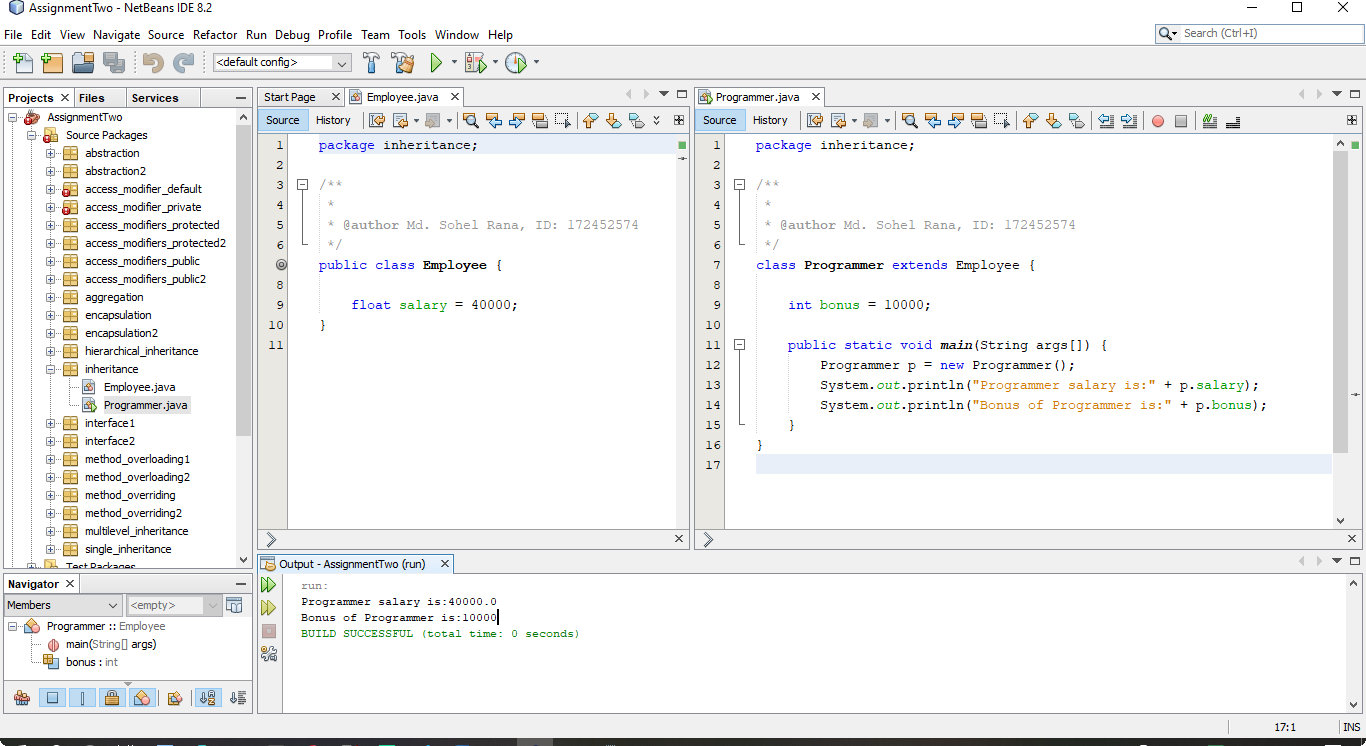 AssignmentTwo - NetBeans IDE 8.2
File Edit View Navigate Source Refactor Run Debug Profile Team Tools Window Help
Search (Ctrl+I)
<default config>
Projects Files Services
AssignmentTwo
Source Packages
abstraction
abstraction2
access_modifier_default
access_modifier_private
access_modifiers_protected
access_modifiers_protected2
access_modifiers_public
access_modifiers_public2
aggregation
encapsulation
encapsulation2
hierarchical_inheritance
inheritance
Employee.java
Programmer.java
interface1
interface2
method_overloading1
method_overloading2
method_overriding
method_overriding2
multilevel_inheritance
single_inheritance
Test Packages
Start Page Employee.java
Source History
1 package inheritance;
2
3 /**
4 *
5 * @author Md. Sohel Rana, ID: 172452574
6 */
public class Employee {
8
9 float salary = 40000;
10 }
11
Programmer.java
Source History
1 package inheritance;
2
3 /**
4 *
5 * @author Md. Sohel Rana, ID: 172452574
6 */
7 class Programmer extends Employee {
8
9 int bonus = 10000;
10
11 public static void main(String args[]) {
12 Programmer p = new Programmer();
13 System.out.println("Programmer salary is:" + p.salary);
14 System.out.println("Bonus of Programmer is:" + p.bonus);
15 }
16 }
17
Navigator
Members <empty>
Programmer :: Employee
main(String[] args)
bonus : int
Output - AssignmentTwo (run)
run:
Programmer salary is:40000.0
Bonus of Programmer is:10000
BUILD SUCCESSFUL (total time: 0 seconds)
17:1 INS